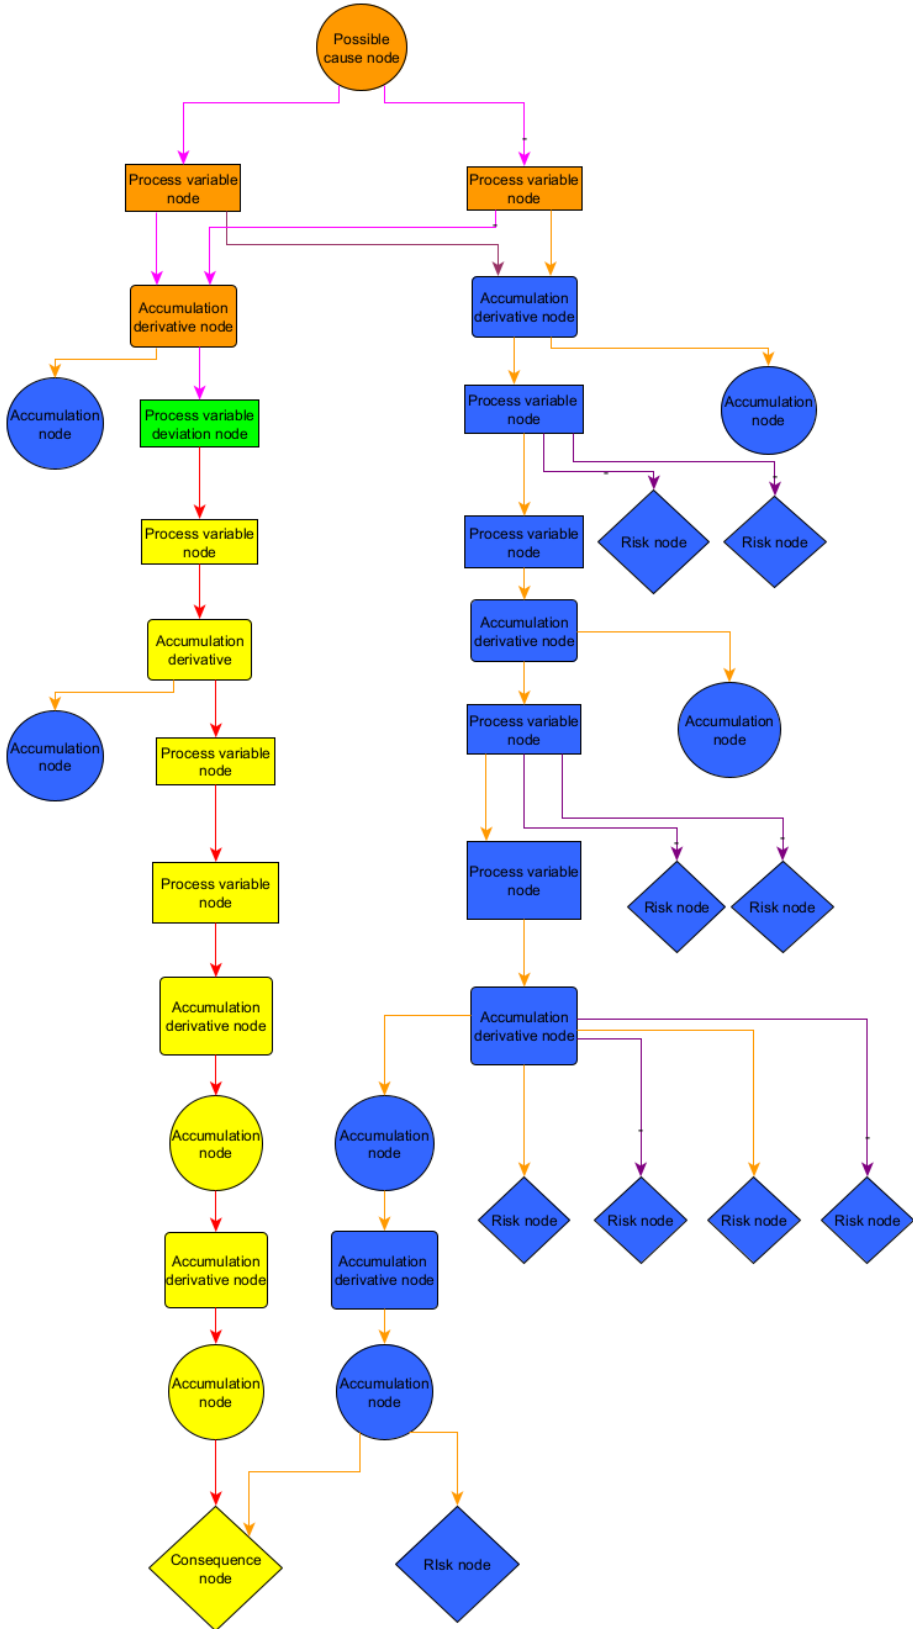 Possible
cause node
Process variable
node
Process variable
node
Accumulation
derivative node
Accumulation
derivative node
Accumulation
node
Process variable
deviation node
Process variable
node
Accumulation
node
Process variable
node
Process variable
node
Risk node
Risk node
Accumulation
derivative
Accumulation
derivative node
Accumulation
node
Process variable
node
Process variable
node
Accumulation
node
Process variable
node
Process variable
node
Risk node
Risk node
Accumulation
derivative node
Accumulation
derivative node
Accumulation
node
Accumulation
node
Risk node
Risk node
Risk node
Risk node
Accumulation
derivative node
Accumulation
derivative node
Accumulation
node
Accumulation
node
Consequence
node
RIsk node